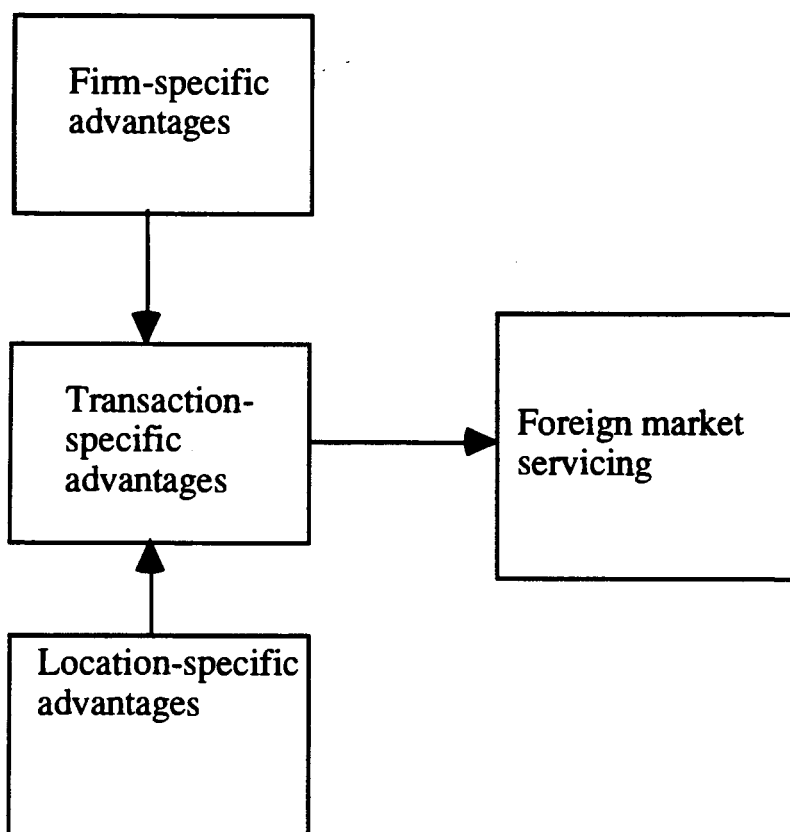 Firm-specific
advantages
Transaction-
specific
advantages
Foreign market
servicing
Location-specific
advantages